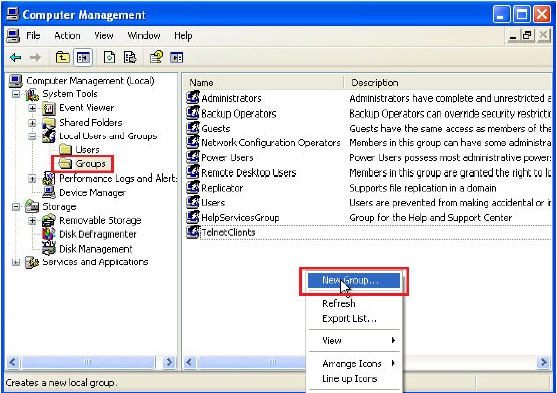 Computer Management
File Action View Window Help
Computer Management (Local)
System Tools
Event Viewer
Shared Folders
Local Users and Groups
Users
Groups
Performance Logs and Alerts
Device Manager
Storage
Removable Storage
Disk Defragmenter
Disk Management
Services and Applications
Name Description
Administrators Administrators have complete and unrestricted a
Backup Operators Backup Operators can override security restricti
Guests Guests have the same access as members of the
Network Configuration Operators Members in this group can have some administra
Power Users Power Users possess most administrative power
Remote Desktop Users Members in this group are granted the right to lo
Replicator Supports file replication in a domain
Users Users are prevented from making accidental or i
HelpServicesGroup Group for the Help and Support Center
TelnetClients
New Group...
Refresh
Export List...
View
Arrange Icons
Line up Icons
Creates a new local group.